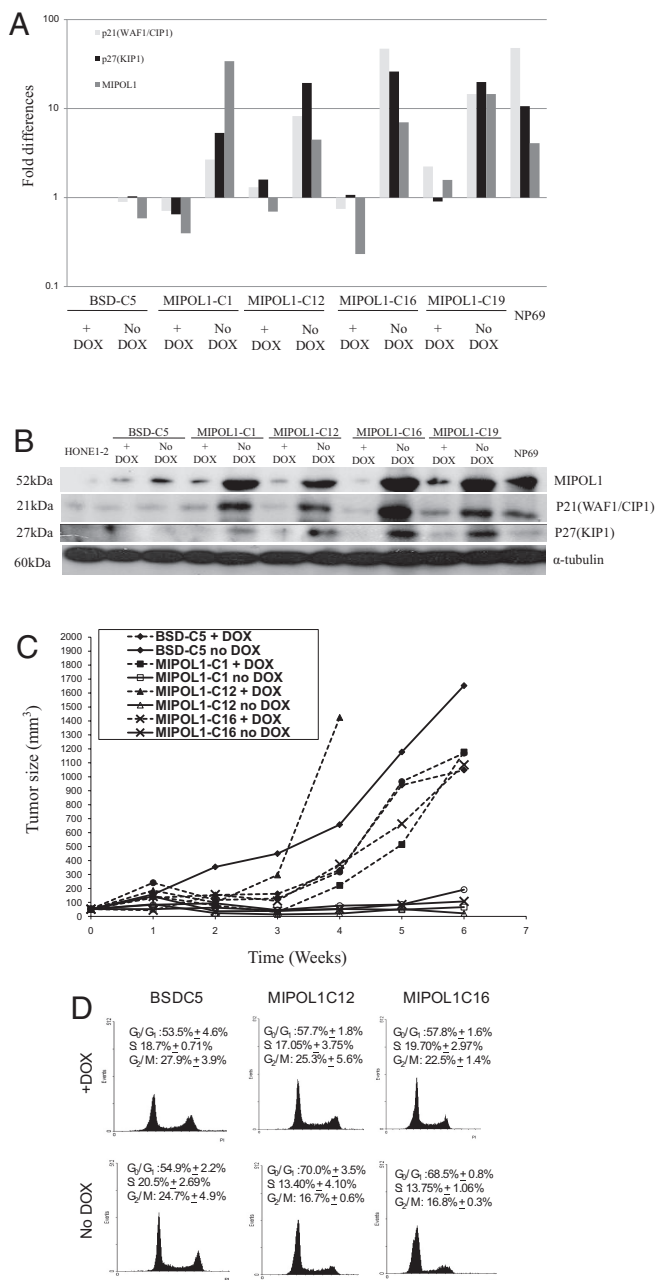 A
p21(WAF1/CIP1)
p27(KIP1)
MIPOL1
Fold differences
100
10
1
0.1
BSD-C5 MIPOL1-C1 MIPOL1-C12 MIPOL1-C16 MIPOL1-C19 NP69
+ DOX No DOX + DOX No DOX + DOX No DOX + DOX No DOX + DOX No DOX
B
BSD-C5 MIPOL1-C1 MIPOL1-C12 MIPOL1-C16 MIPOL1-C19
HONE1-2 + DOX No DOX + DOX No DOX + DOX No DOX + DOX No DOX + DOX No DOX NP69
52kDa MIPOL1
21kDa P21(WAF1/CIP1)
27kDa P27(KIP1)
60kDa α-tubulin
C
Tumor size (mm³)
2000
1900
1800
1700
1600
1500
1400
1300
1200
1100
1000
900
800
700
600
500
400
300
200
100
0
BSD-C5 + DOX
BSD-C5 no DOX
MIPOL1-C1 + DOX
MIPOL1-C1 no DOX
MIPOL1-C12 + DOX
MIPOL1-C12 no DOX
MIPOL1-C16 + DOX
MIPOL1-C16 no DOX
0 1 2 3 4 5 6 7
Time (Weeks)
D
BSDC5 MIPOL1C12 MIPOL1C16
+DOX
G₀/G₁ :53.5%± 4.6%
S: 18.7%± 0.71%
G₂/M: 27.9%± 3.9%
G₀/G₁ :57.7%± 1.8%
S: 17.05%± 3.75%
G₂/M: 25.3%± 5.6%
G₀/G₁ :57.8%± 1.6%
S: 19.70%± 2.97%
G₂/M: 22.5%± 1.4%
No DOX
G₀/G₁ :54.9%± 2.2%
S: 20.5%± 2.69%
G₂/M: 24.7%± 4.9%
G₀/G₁ :70.0%± 3.5%
S: 13.40%± 4.10%
G₂/M: 16.7%± 0.6%
G₀/G₁ :68.5%± 0.8%
S: 13.75%± 1.06%
G₂/M: 16.8%± 0.3%